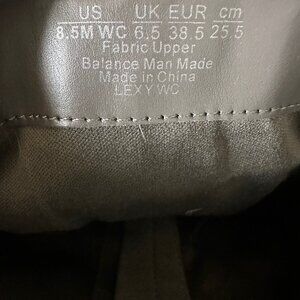 US UK EUR cm
8.5M WC 6.5 38.5 25.5
Fabric Upper
Balance Man Made
Made in China
LEXY WC